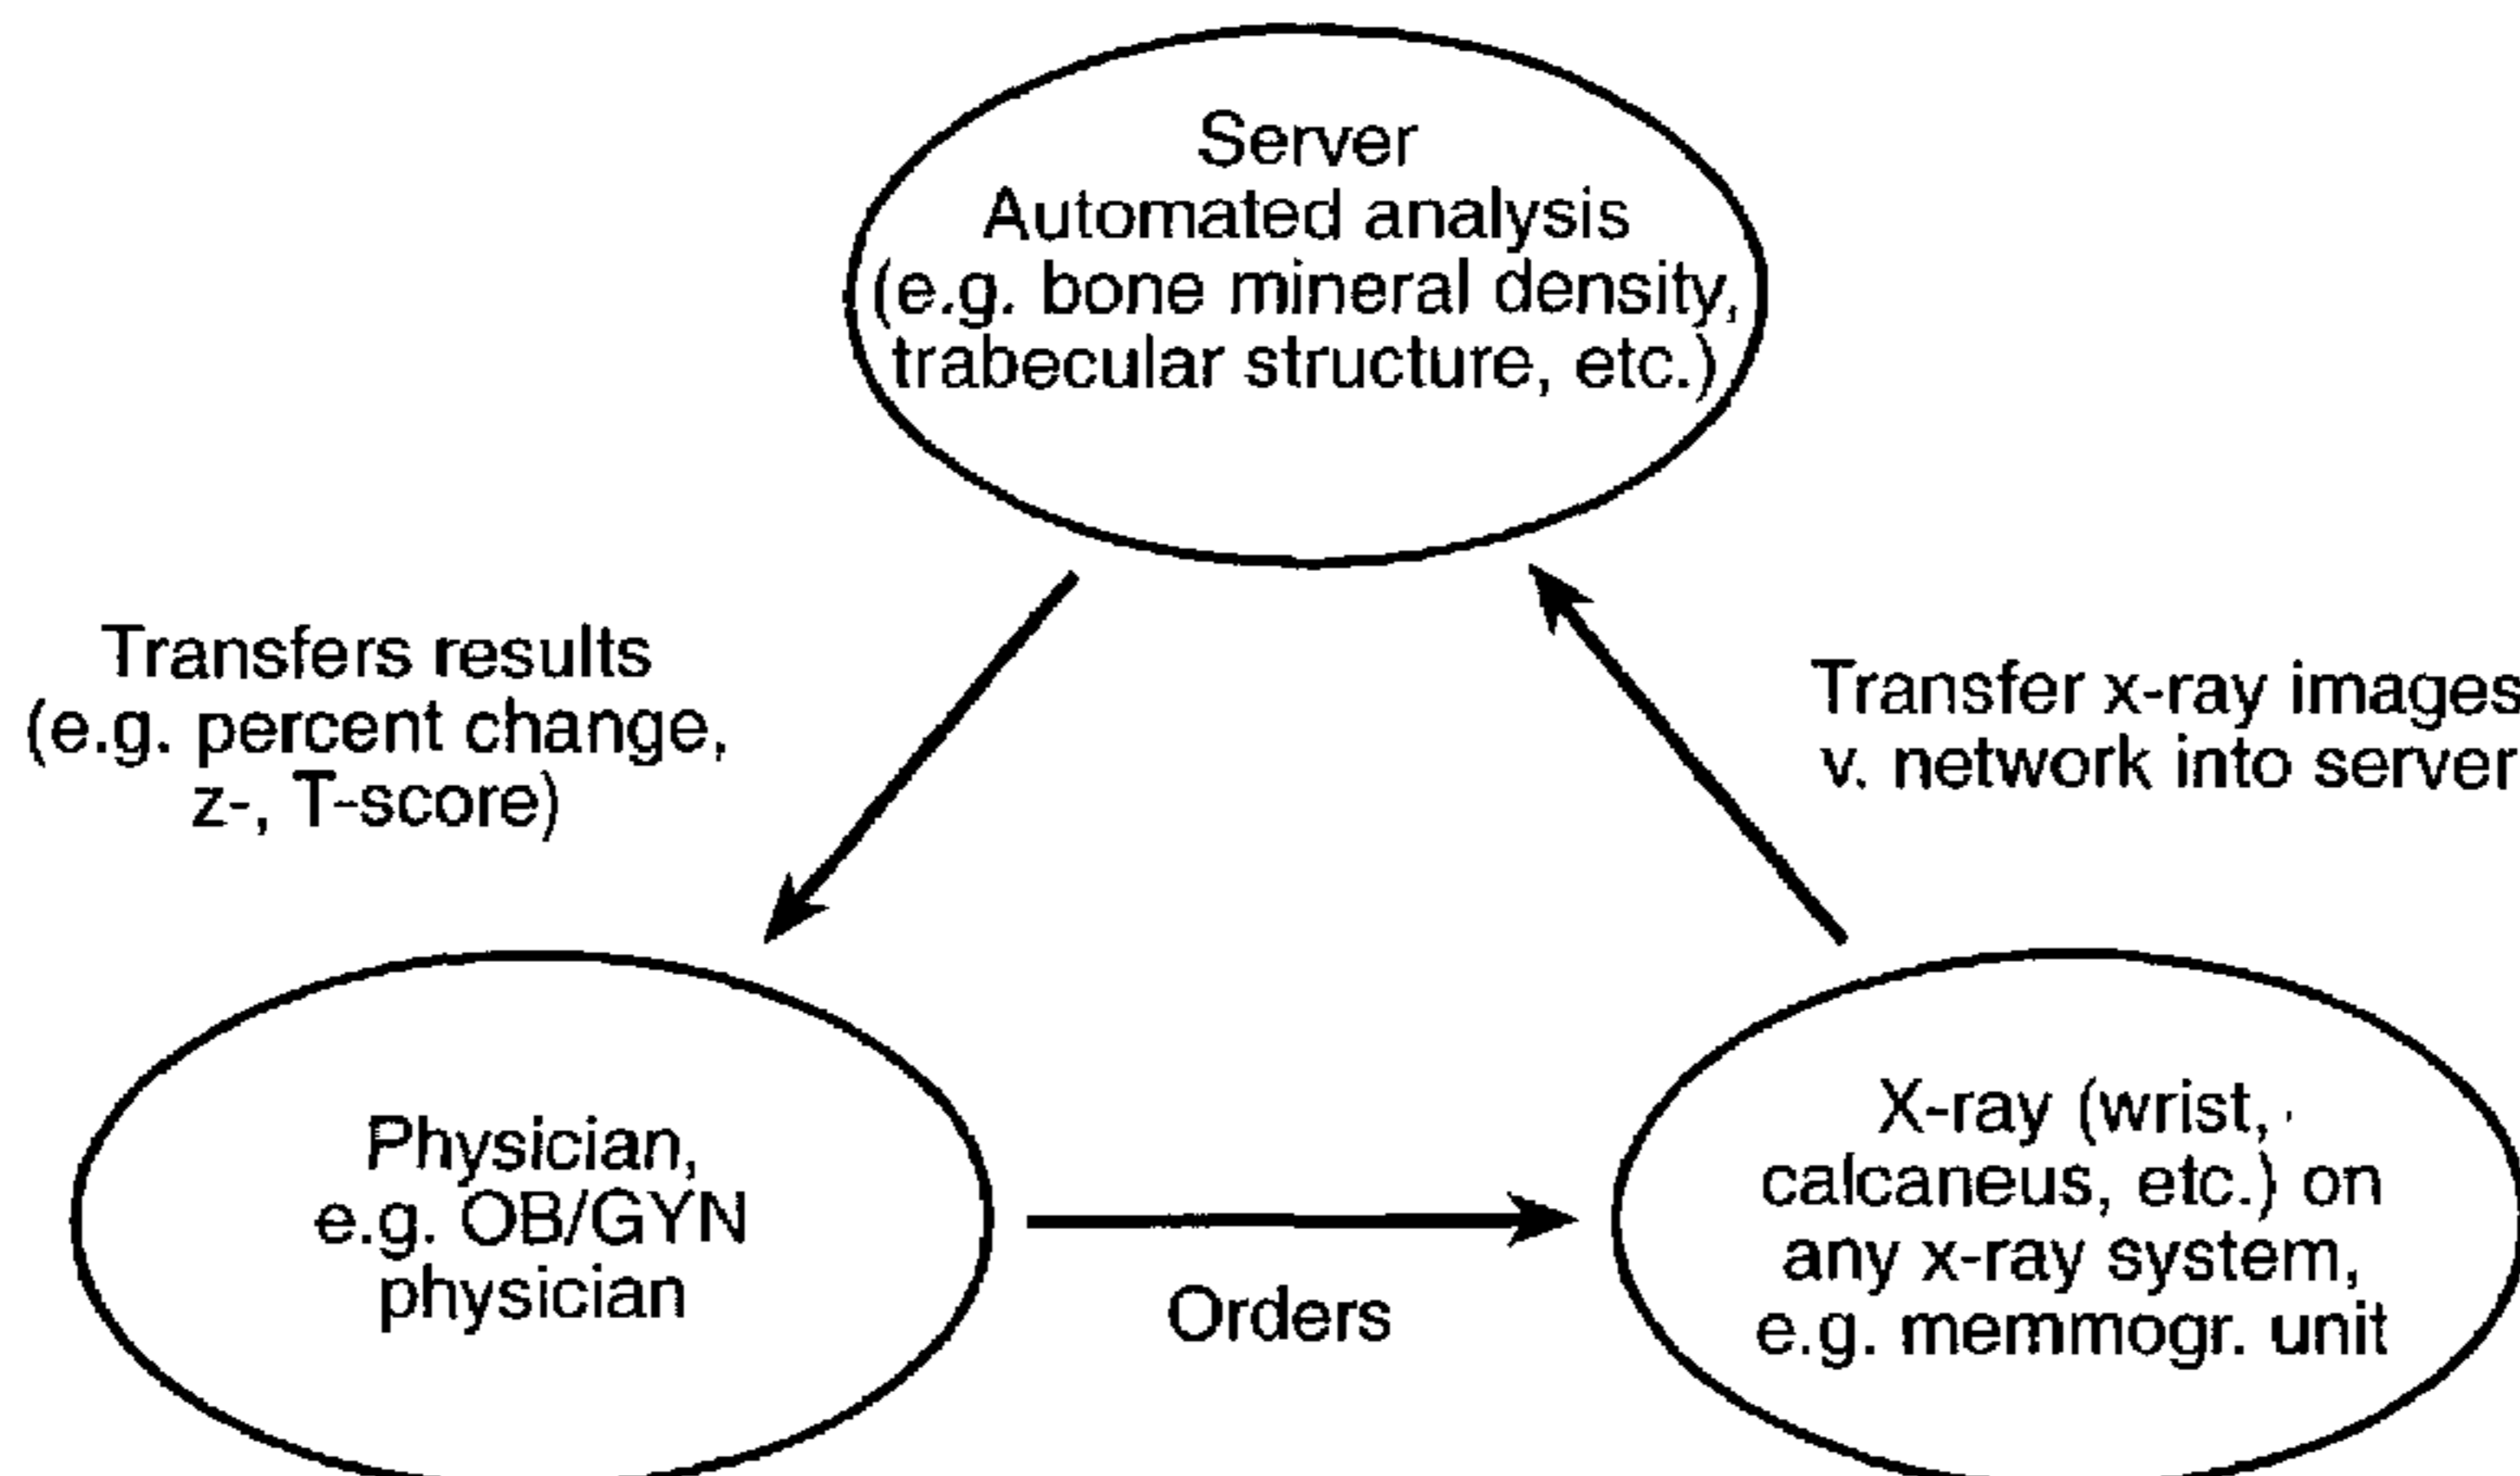 Server
Automated analysis
(e.g. bone mineral density,
trabecular structure, etc.)
Transfers results
(e.g. percent change,
z-, T-score)
Transfer x-ray images
v. network into server
Physician,
e.g. OB/GYN
physician
Orders
X-ray (wrist,
calcaneus, etc.) on
any x-ray system,
e.g. memmogr. unit